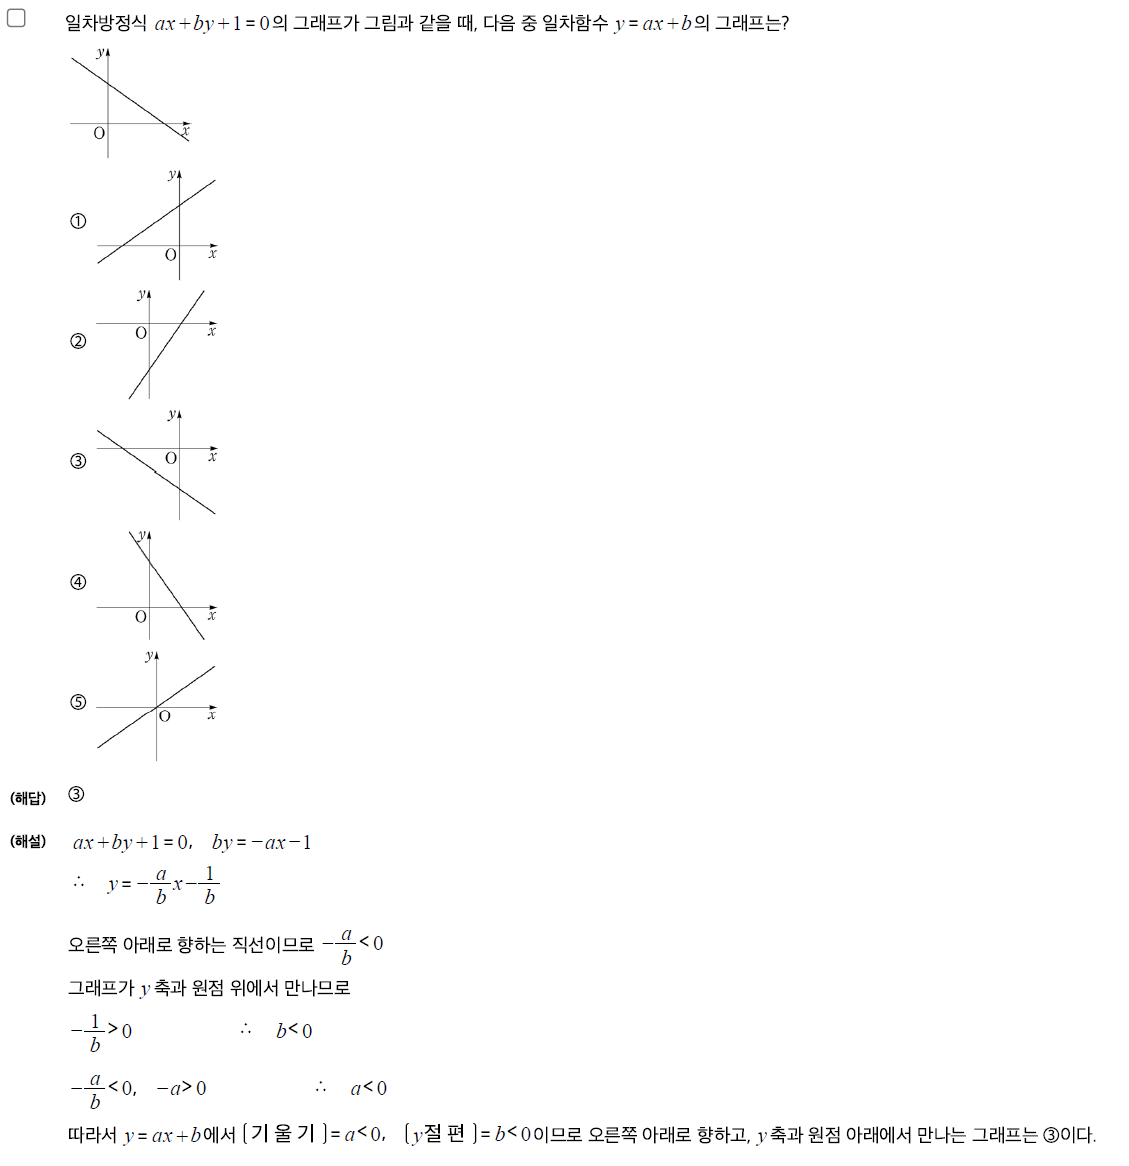 일차방정식 ax+by+1=0의 그래프가 그림과 같을 때, 다음 중 일차함수 y=ax+b의 그래프는?
y
O
x
① y
O
x
② y
O
x
③ y
O
x
④ y
O
x
⑤ y
O
x
(해답) ③
(해설) ax+by+1=0, by=-ax-1
∴ y=-a/b x-1/b
오른쪽 아래로 향하는 직선이므로 -a/b<0
그래프가 y축과 원점 위에서 만나므로
-1/b>0 ∴ b<0
-a/b<0, -a>0 ∴ a<0
따라서 y=ax+b에서 (기 울 기 )=a<0, (y절 편 )=b<0이므로 오른쪽 아래로 향하고, y축과 원점 아래에서 만나는 그래프는 ③이다.